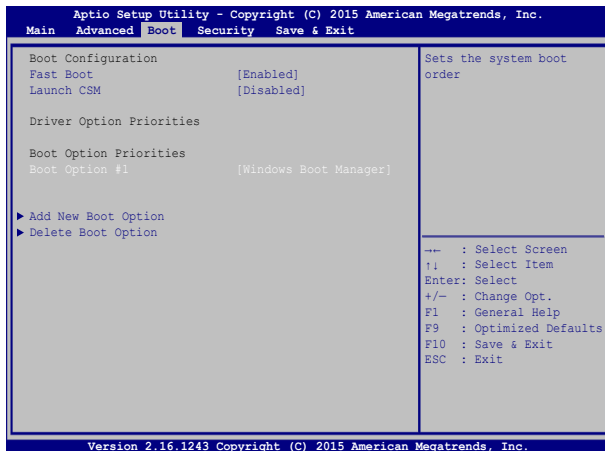 Aptio Setup Utility - Copyright (C) 2015 American Megatrends, Inc.
Main Advanced Boot Security Save & Exit
Boot Configuration
Fast Boot [Enabled]
Launch CSM [Disabled]
Driver Option Priorities
Boot Option Priorities
Boot Option #1 [Windows Boot Manager]
▶ Add New Boot Option
▶ Delete Boot Option
Sets the system boot
order
→← : Select Screen
↑↓ : Select Item
Enter: Select
+/— : Change Opt.
F1 : General Help
F9 : Optimized Defaults
F10 : Save & Exit
ESC : Exit
Version 2.16.1243 Copyright (C) 2015 American Megatrends, Inc.